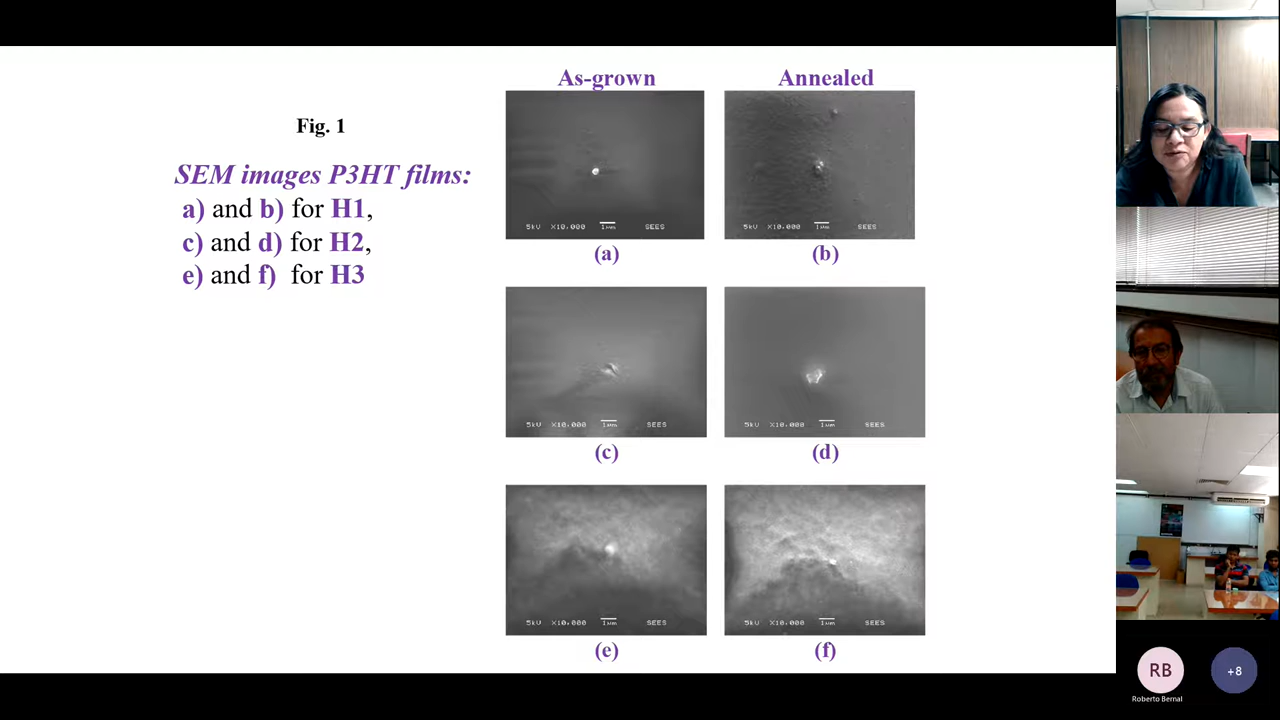 As-grown
Annealed
Fig. 1
SEM images P3HT films:
a) and b) for H1,
c) and d) for H2,
e) and f) for H3
5kV X10,000 1µm SEES
5kV X10,000 1µm SEES
(a)
(b)
5kV X10,000 1µm SEES
5kV X10,000 1µm SEES
(c)
(d)
5kV X10,000 1µm SEES
5kV X10,000 1µm SEES
(e)
(f)
RB
+8
Roberto Bernal